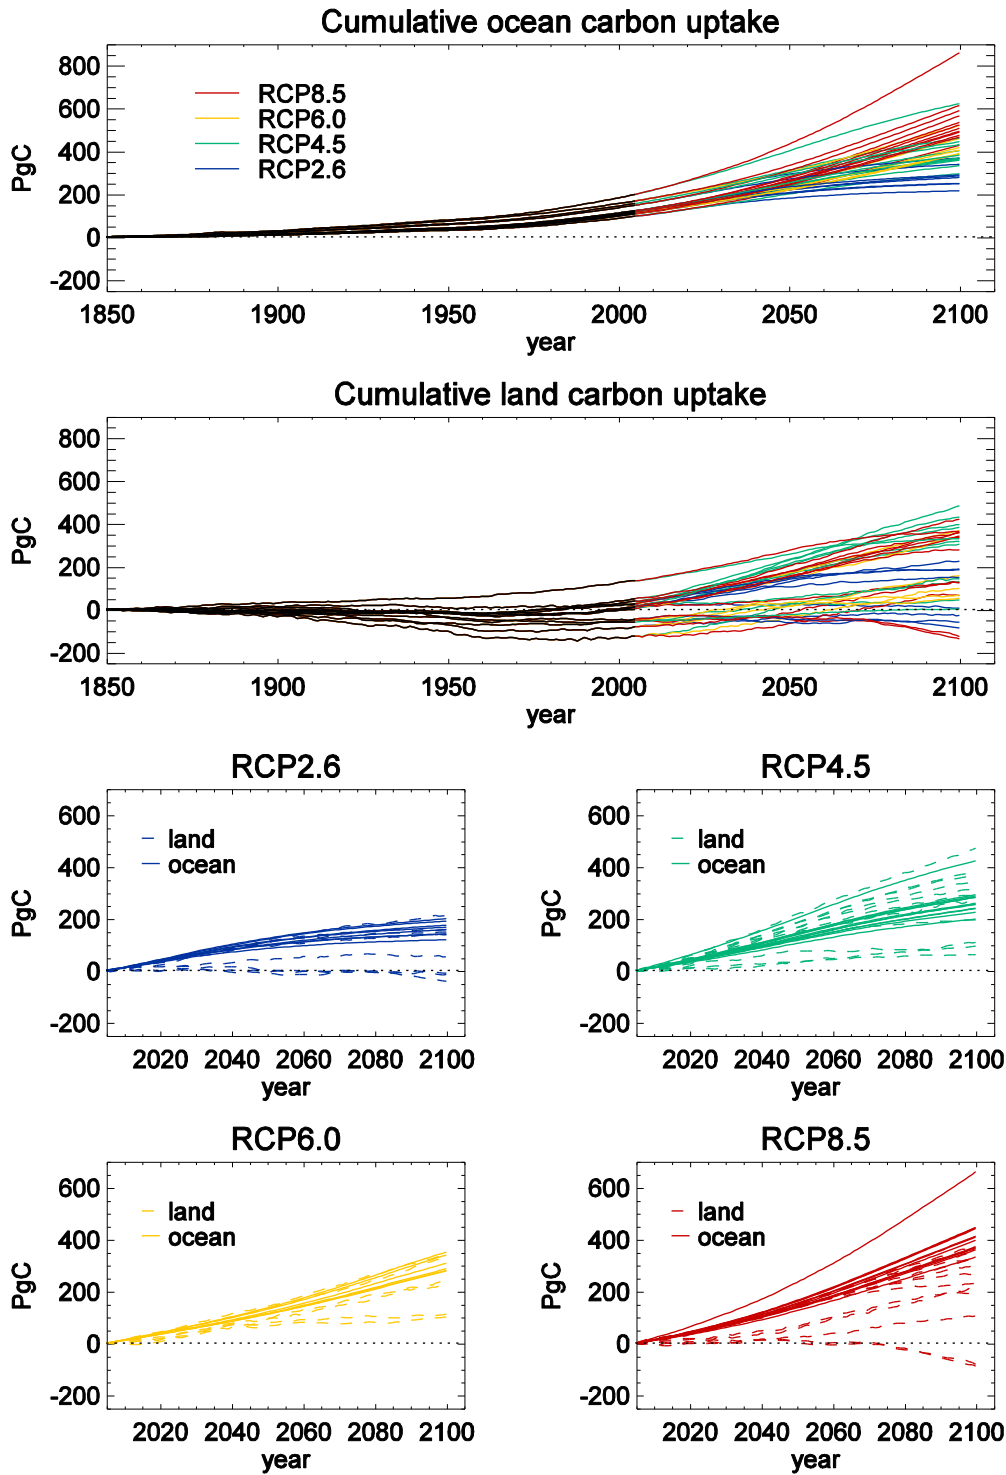 Cumulative ocean carbon uptake
800
600
400
200
0
-200
PgC
RCP8.5
RCP6.0
RCP4.5
RCP2.6
1850 1900 1950 2000 2050 2100
year
Cumulative land carbon uptake
800
600
400
200
0
-200
PgC
1850 1900 1950 2000 2050 2100
year
RCP2.6
600
400
200
0
-200
PgC
land
ocean
2020 2040 2060 2080 2100
year
RCP4.5
600
400
200
0
-200
PgC
land
ocean
2020 2040 2060 2080 2100
year
RCP6.0
600
400
200
0
-200
PgC
land
ocean
2020 2040 2060 2080 2100
year
RCP8.5
600
400
200
0
-200
PgC
land
ocean
2020 2040 2060 2080 2100
year